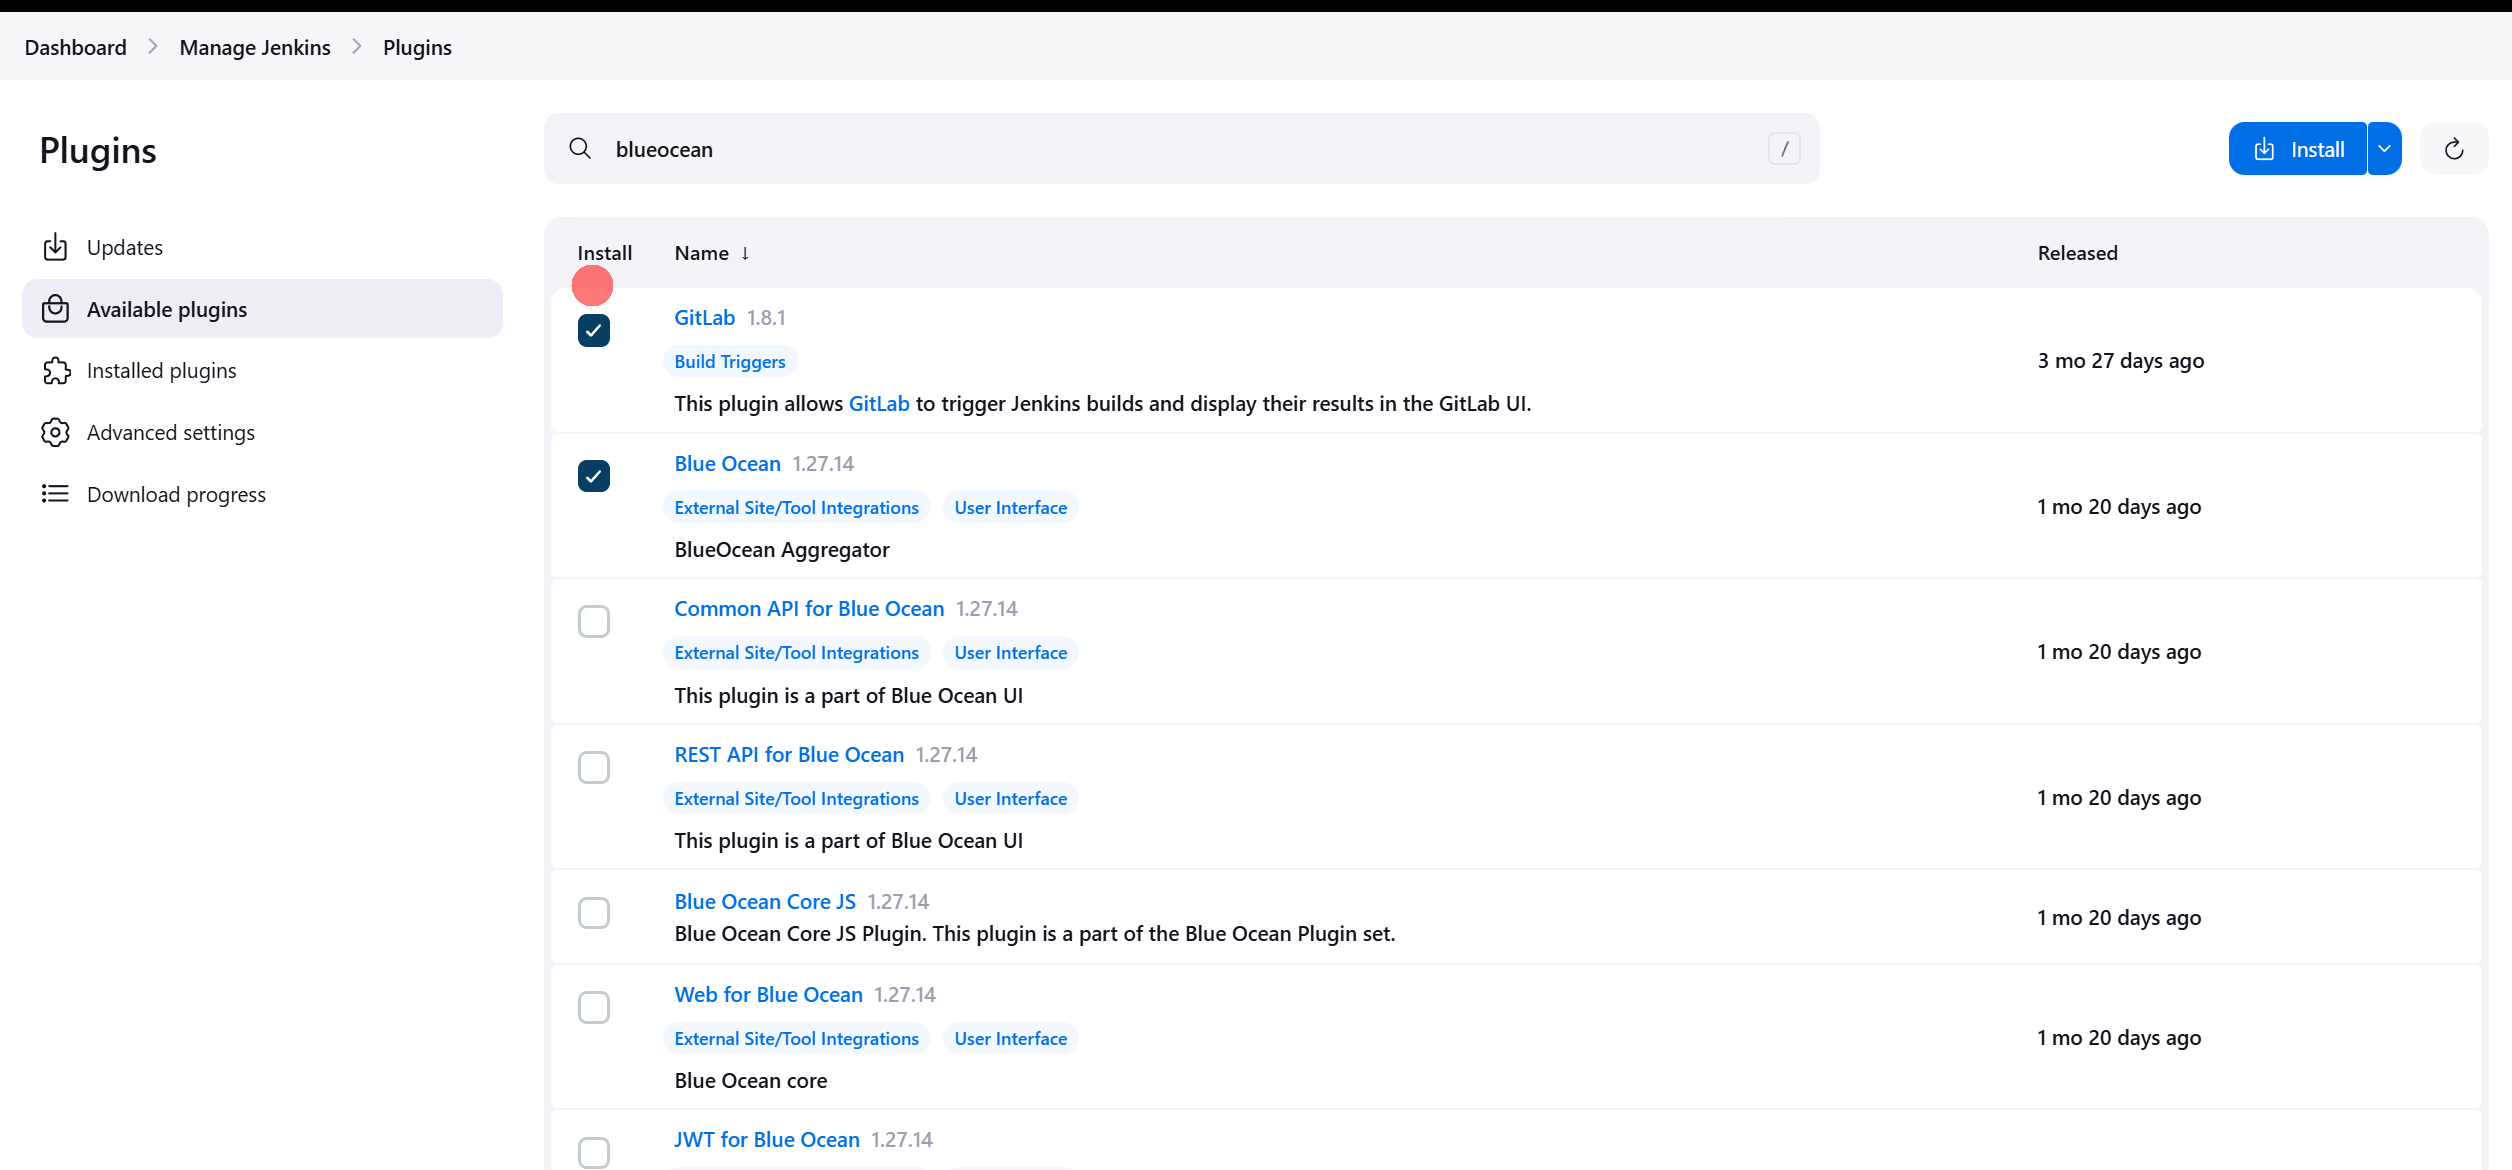 Dashboard > Manage Jenkins > Plugins
Plugins
Updates
Available plugins
Installed plugins
Advanced settings
Download progress
blueocean
/
Install
Install Name ↓ Released
GitLab 1.8.1
Build Triggers
This plugin allows GitLab to trigger Jenkins builds and display their results in the GitLab UI.
3 mo 27 days ago
Blue Ocean 1.27.14
External Site/Tool Integrations User Interface
BlueOcean Aggregator
1 mo 20 days ago
Common API for Blue Ocean 1.27.14
External Site/Tool Integrations User Interface
This plugin is a part of Blue Ocean UI
1 mo 20 days ago
REST API for Blue Ocean 1.27.14
External Site/Tool Integrations User Interface
This plugin is a part of Blue Ocean UI
1 mo 20 days ago
Blue Ocean Core JS 1.27.14
Blue Ocean Core JS Plugin. This plugin is a part of the Blue Ocean Plugin set.
1 mo 20 days ago
Web for Blue Ocean 1.27.14
External Site/Tool Integrations User Interface
Blue Ocean core
1 mo 20 days ago
JWT for Blue Ocean 1.27.14